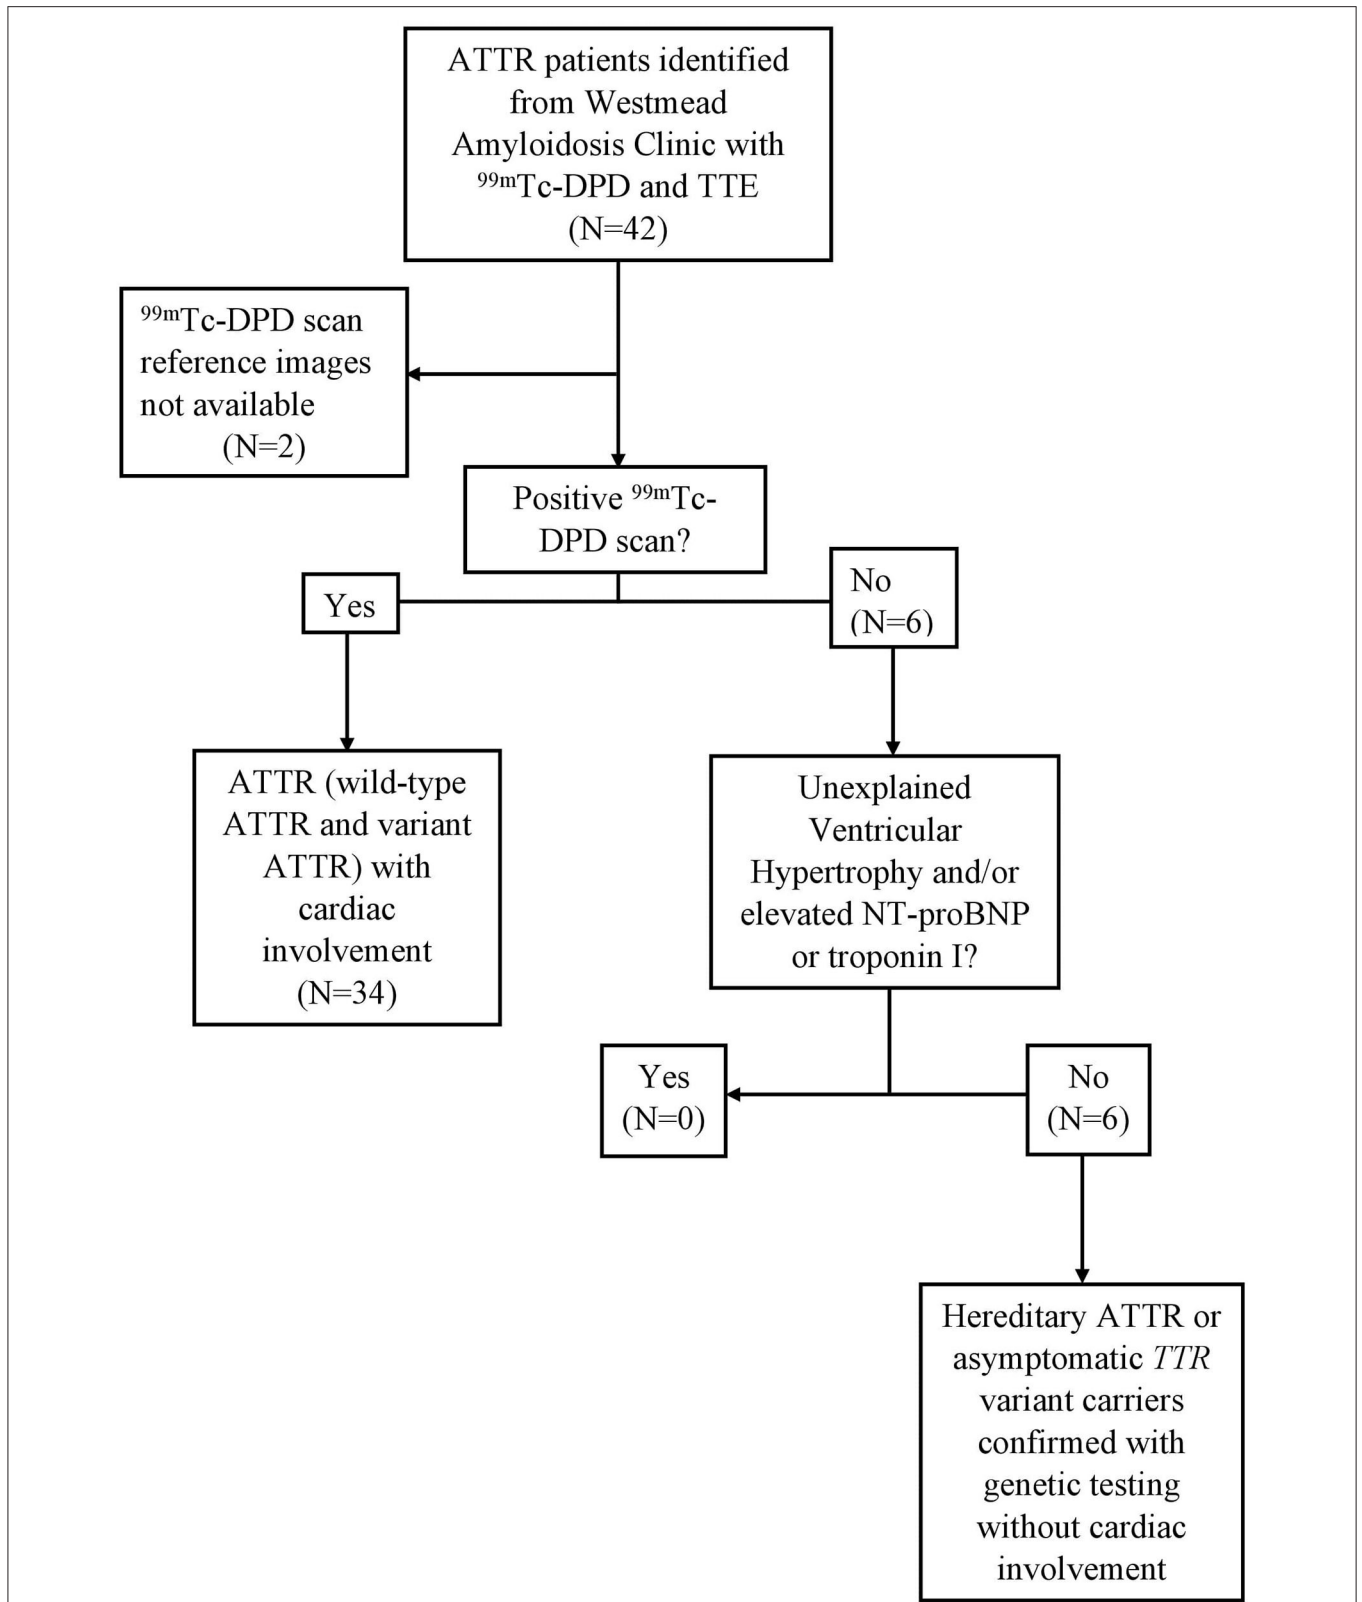 ATTR patients identified
from Westmead
Amyloidosis Clinic with
⁹⁹ᵐTc-DPD and TTE
(N=42)
⁹⁹ᵐTc-DPD scan
reference images
not available
(N=2)
Positive ⁹⁹ᵐTc-
DPD scan?
Yes
No
(N=6)
ATTR (wild-type
ATTR and variant
ATTR) with
cardiac
involvement
(N=34)
Unexplained
Ventricular
Hypertrophy and/or
elevated NT-proBNP
or troponin I?
Yes
(N=0)
No
(N=6)
Hereditary ATTR or
asymptomatic TTR
variant carriers
confirmed with
genetic testing
without cardiac
involvement